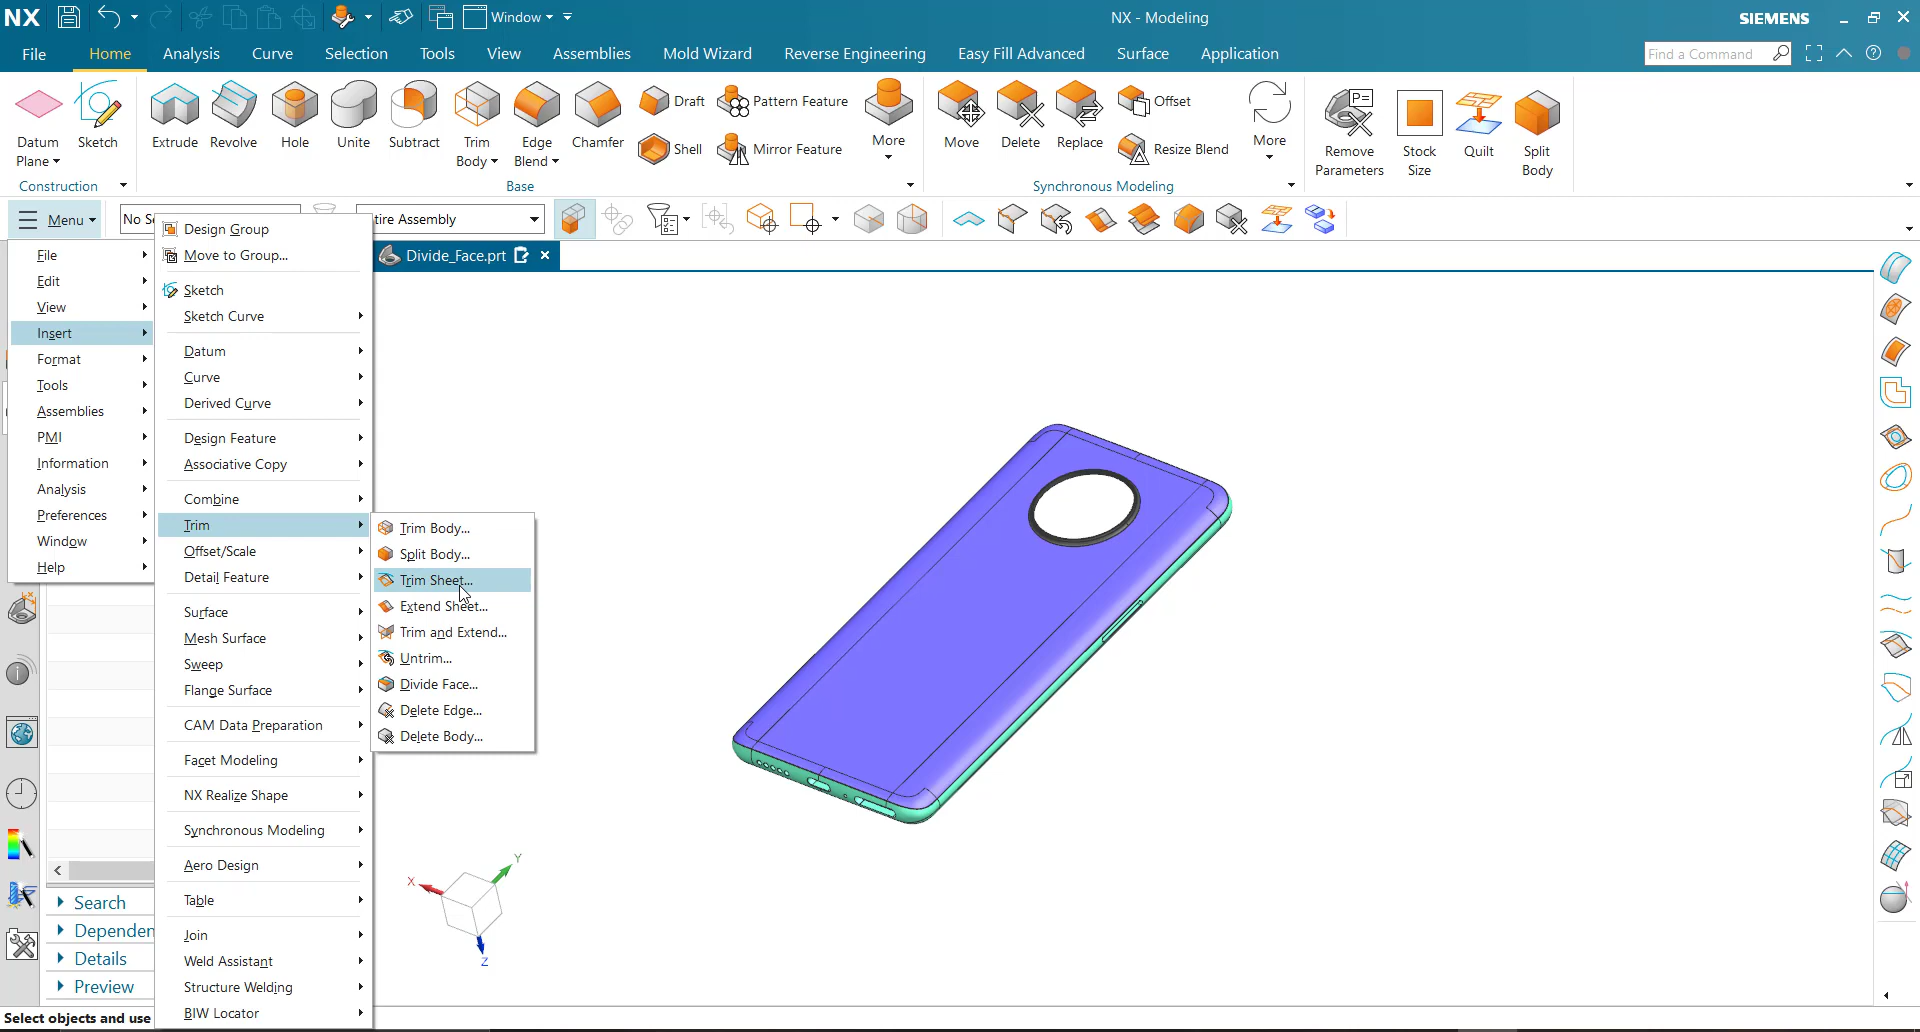 NX Window NX - Modeling SIEMENS
File Home Analysis Curve Selection Tools View Assemblies Mold Wizard Reverse Engineering Easy Fill Advanced Surface Application Find a Command
Datum Plane Sketch Extrude Revolve Hole Unite Subtract Trim Body Edge Blend Chamfer Draft Shell Pattern Feature Mirror Feature More Move Delete Replace Offset Resize Blend More Remove Parameters Stock Size Quilt Split Body
Construction Base Synchronous Modeling
Menu No Se tire Assembly
Divide_Face.prt
File
Edit
View
Insert
Format
Tools
Assemblies
PMI
Information
Analysis
Preferences
Window
Help
Design Group
Move to Group...
Sketch
Sketch Curve
Datum
Curve
Derived Curve
Design Feature
Associative Copy
Combine
Trim
Offset/Scale
Detail Feature
Surface
Mesh Surface
Sweep
Flange Surface
CAM Data Preparation
Facet Modeling
NX Realize Shape
Synchronous Modeling
Aero Design
Table
Join
Weld Assistant
Structure Welding
BIW Locator
Trim Body...
Split Body...
Trim Sheet...
Extend Sheet...
Trim and Extend...
Untrim...
Divide Face...
Delete Edge...
Delete Body...
X Y Z
Search
Dependen
Details
Preview
Select objects and use